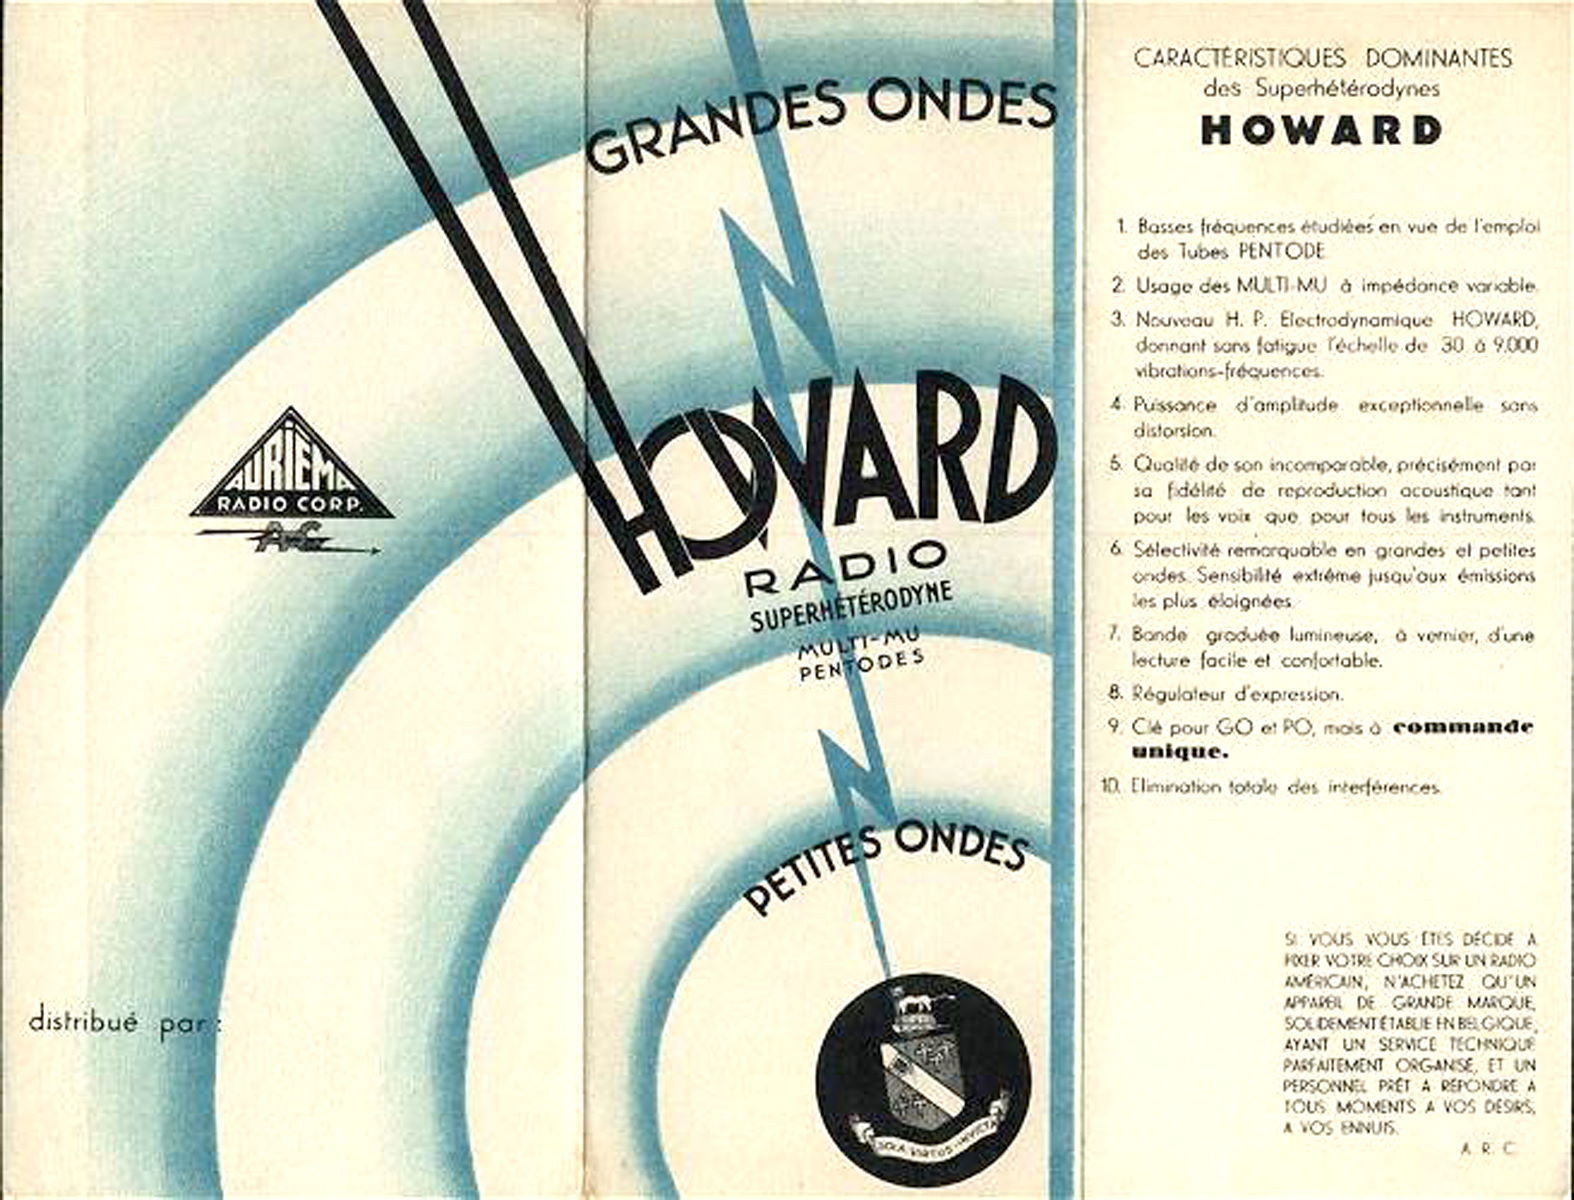 AURIEMA
RADIO CORP.
ARC
distribué par :
GRANDES ONDES
HOWARD
RADIO
SUPERHÉTÉRODYNE
MULTI-MU
PENTODES
PETITES ONDES
SOLA VIRTUS INVICTA
CARACTÉRISTIQUES DOMINANTES
des Superhétérodynes
HOWARD
1. Basses fréquences étudiées en vue de l'emploi
des Tubes PENTODE
2. Usage des MULTI-MU à impédance variable.
3. Nouveau H. P. Electrodynamique HOWARD,
donnant sans fatigue l'échelle de 30 à 9.000
vibrations-fréquences.
4. Puissance d'amplitude exceptionnelle sans
distorsion.
5. Qualité de son incomparable, précisément par
sa fidélité de reproduction acoustique tant
pour les voix que pour tous les instruments.
6. Sélectivité remarquable en grandes et petites
ondes. Sensibilité extrême jusqu'aux émissions
les plus éloignées
7. Bande graduée lumineuse, à vernier, d'une
lecture facile et confortable.
8. Régulateur d'expression.
9. Clé pour GO et PO, mais à commande
unique.
10. Elimination totale des interférences.
SI VOUS VOUS ÊTES DÉCIDÉ A
FIXER VOTRE CHOIX SUR UN RADIO
AMÉRICAIN, N'ACHETEZ QU'UN
APPAREIL DE GRANDE MARQUE,
SOLIDEMENT ÉTABLIE EN BELGIQUE,
AYANT UN SERVICE TECHNIQUE
PARFAITEMENT ORGANISÉ, ET UN
PERSONNEL PRÊT A RÉPONDRE A
TOUS MOMENTS A VOS DÉSIRS,
A VOS ENNUIS.
A. R. C.